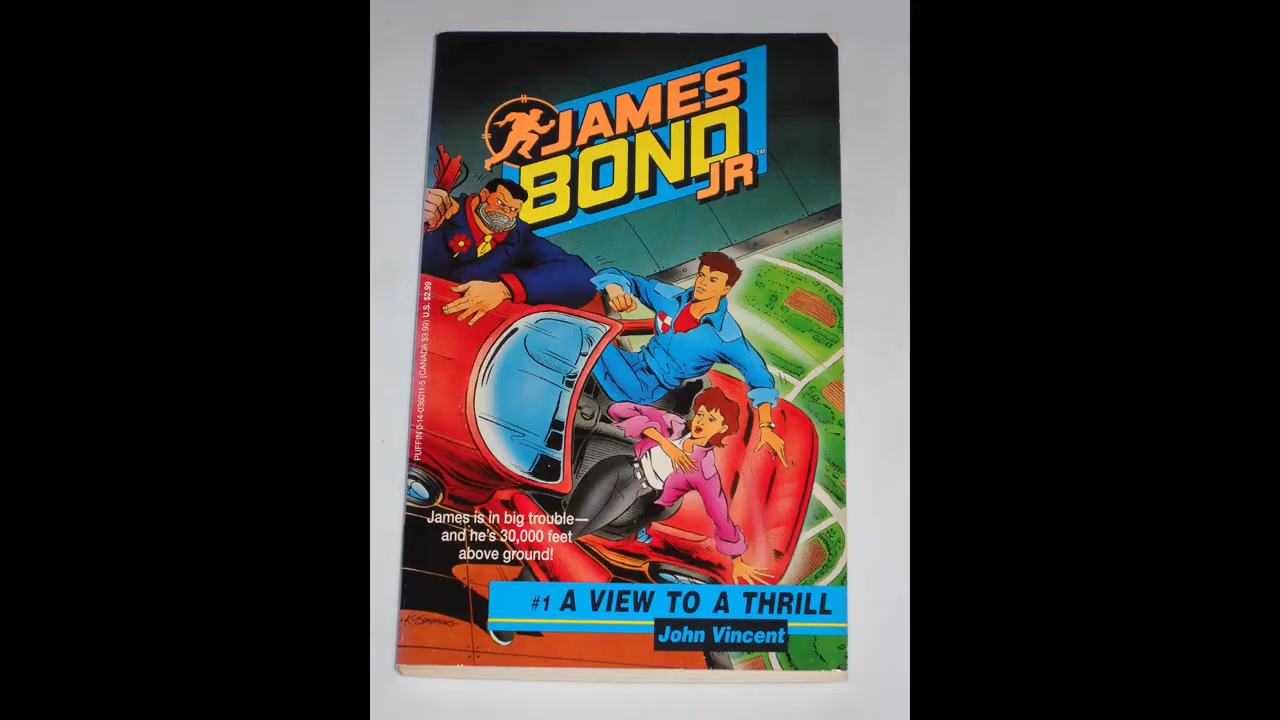 JAMES
BOND
JR
TM
PUFFIN 0-14-036011-5 (CANADA $3.99) U.S. $2.99
James is in big trouble—
and he's 30,000 feet
above ground!
#1 A VIEW TO A THRILL
John Vincent
K. Simmons